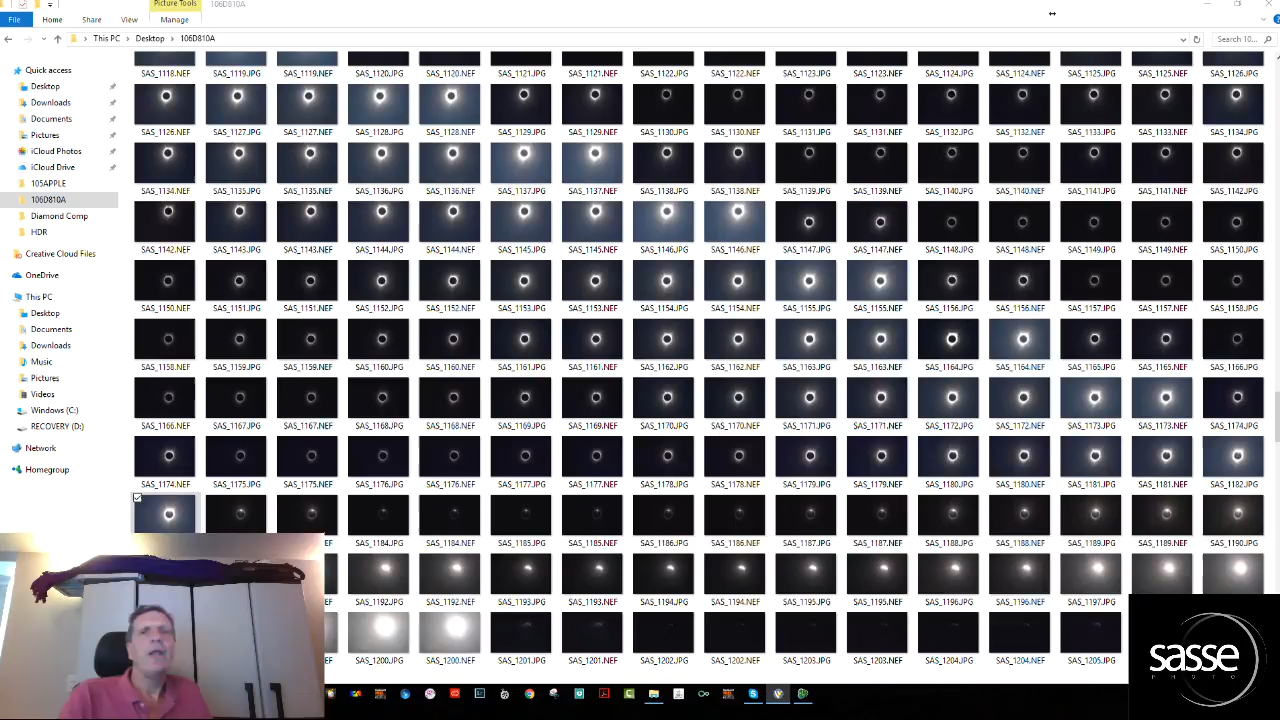 Picture Tools 106D810A
File Home Share View Manage
This PC Desktop 106D810A Search 10...
Quick access
Desktop
Downloads
Documents
Pictures
iCloud Photos
iCloud Drive
105APPLE
106D810A
Diamond Comp
HDR
Creative Cloud Files
OneDrive
This PC
Desktop
Documents
Downloads
Music
Pictures
Videos
Windows (C:)
RECOVERY (D:)
Network
Homegroup
SAS_1118.NEF SAS_1119.JPG SAS_1119.NEF SAS_1120.JPG SAS_1120.NEF SAS_1121.JPG SAS_1121.NEF SAS_1122.JPG SAS_1122.NEF SAS_1123.JPG SAS_1123.NEF SAS_1124.JPG SAS_1124.NEF SAS_1125.JPG SAS_1125.NEF SAS_1126.JPG
SAS_1126.NEF SAS_1127.JPG SAS_1127.NEF SAS_1128.JPG SAS_1128.NEF SAS_1129.JPG SAS_1129.NEF SAS_1130.JPG SAS_1130.NEF SAS_1131.JPG SAS_1131.NEF SAS_1132.JPG SAS_1132.NEF SAS_1133.JPG SAS_1133.NEF SAS_1134.JPG
SAS_1134.NEF SAS_1135.JPG SAS_1135.NEF SAS_1136.JPG SAS_1136.NEF SAS_1137.JPG SAS_1137.NEF SAS_1138.JPG SAS_1138.NEF SAS_1139.JPG SAS_1139.NEF SAS_1140.JPG SAS_1140.NEF SAS_1141.JPG SAS_1141.NEF SAS_1142.JPG
SAS_1142.NEF SAS_1143.JPG SAS_1143.NEF SAS_1144.JPG SAS_1144.NEF SAS_1145.JPG SAS_1145.NEF SAS_1146.JPG SAS_1146.NEF SAS_1147.JPG SAS_1147.NEF SAS_1148.JPG SAS_1148.NEF SAS_1149.JPG SAS_1149.NEF SAS_1150.JPG
SAS_1150.NEF SAS_1151.JPG SAS_1151.NEF SAS_1152.JPG SAS_1152.NEF SAS_1153.JPG SAS_1153.NEF SAS_1154.JPG SAS_1154.NEF SAS_1155.JPG SAS_1155.NEF SAS_1156.JPG SAS_1156.NEF SAS_1157.JPG SAS_1157.NEF SAS_1158.JPG
SAS_1158.NEF SAS_1159.JPG SAS_1159.NEF SAS_1160.JPG SAS_1160.NEF SAS_1161.JPG SAS_1161.NEF SAS_1162.JPG SAS_1162.NEF SAS_1163.JPG SAS_1163.NEF SAS_1164.JPG SAS_1164.NEF SAS_1165.JPG SAS_1165.NEF SAS_1166.JPG
SAS_1166.NEF SAS_1167.JPG SAS_1167.NEF SAS_1168.JPG SAS_1168.NEF SAS_1169.JPG SAS_1169.NEF SAS_1170.JPG SAS_1170.NEF SAS_1171.JPG SAS_1171.NEF SAS_1172.JPG SAS_1172.NEF SAS_1173.JPG SAS_1173.NEF SAS_1174.JPG
SAS_1174.NEF SAS_1175.JPG SAS_1175.NEF SAS_1176.JPG SAS_1176.NEF SAS_1177.JPG SAS_1177.NEF SAS_1178.JPG SAS_1178.NEF SAS_1179.JPG SAS_1179.NEF SAS_1180.JPG SAS_1180.NEF SAS_1181.JPG SAS_1181.NEF SAS_1182.JPG
SAS_1184.JPG SAS_1184.NEF SAS_1185.JPG SAS_1185.NEF SAS_1186.JPG SAS_1186.NEF SAS_1187.JPG SAS_1187.NEF SAS_1188.JPG SAS_1188.NEF SAS_1189.JPG SAS_1189.NEF SAS_1190.JPG
SAS_1192.JPG SAS_1192.NEF SAS_1193.JPG SAS_1193.NEF SAS_1194.JPG SAS_1194.NEF SAS_1195.JPG SAS_1195.NEF SAS_1196.JPG SAS_1196.NEF SAS_1197.JPG
SAS_1200.JPG SAS_1200.NEF SAS_1201.JPG SAS_1201.NEF SAS_1202.JPG SAS_1202.NEF SAS_1203.JPG SAS_1203.NEF SAS_1204.JPG SAS_1204.NEF SAS_1205.JPG
sasse
PHOTO